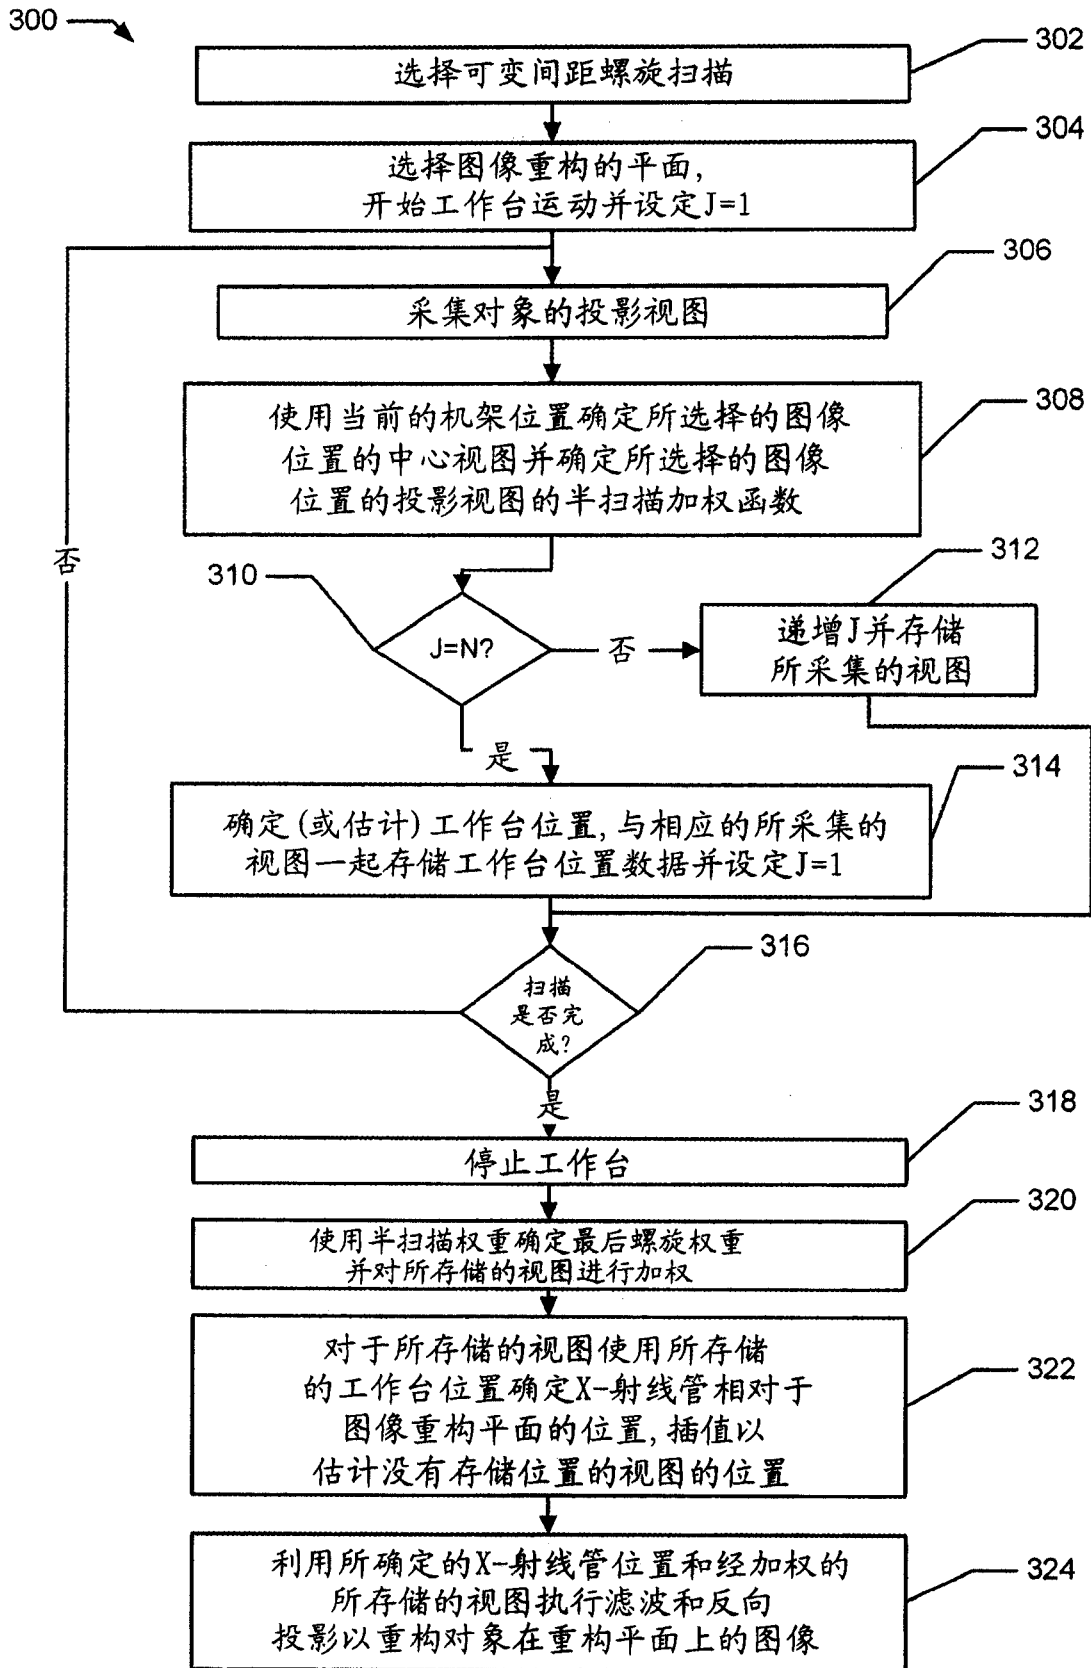 300
302
选择可变间距螺旋扫描
304
选择图像重构的平面,
开始工作台运动并设定J=1
306
采集对象的投影视图
308
使用当前的机架位置确定所选择的图像
位置的中心视图并确定所选择的图像
位置的投影视图的半扫描加权函数
否
310
312
J=N?
否
递增J并存储
所采集的视图
是
314
确定(或估计)工作台位置,与相应的所采集的
视图一起存储工作台位置数据并设定J=1
316
扫描
是否完
成?
是
318
停止工作台
320
使用半扫描权重确定最后螺旋权重
并对所存储的视图进行加权
322
对于所存储的视图使用所存储
的工作台位置确定X-射线管相对于
图像重构平面的位置,插值以
估计没有存储位置的视图的位置
324
利用所确定的X-射线管位置和经加权的
所存储的视图执行滤波和反向
投影以重构对象在重构平面上的图像